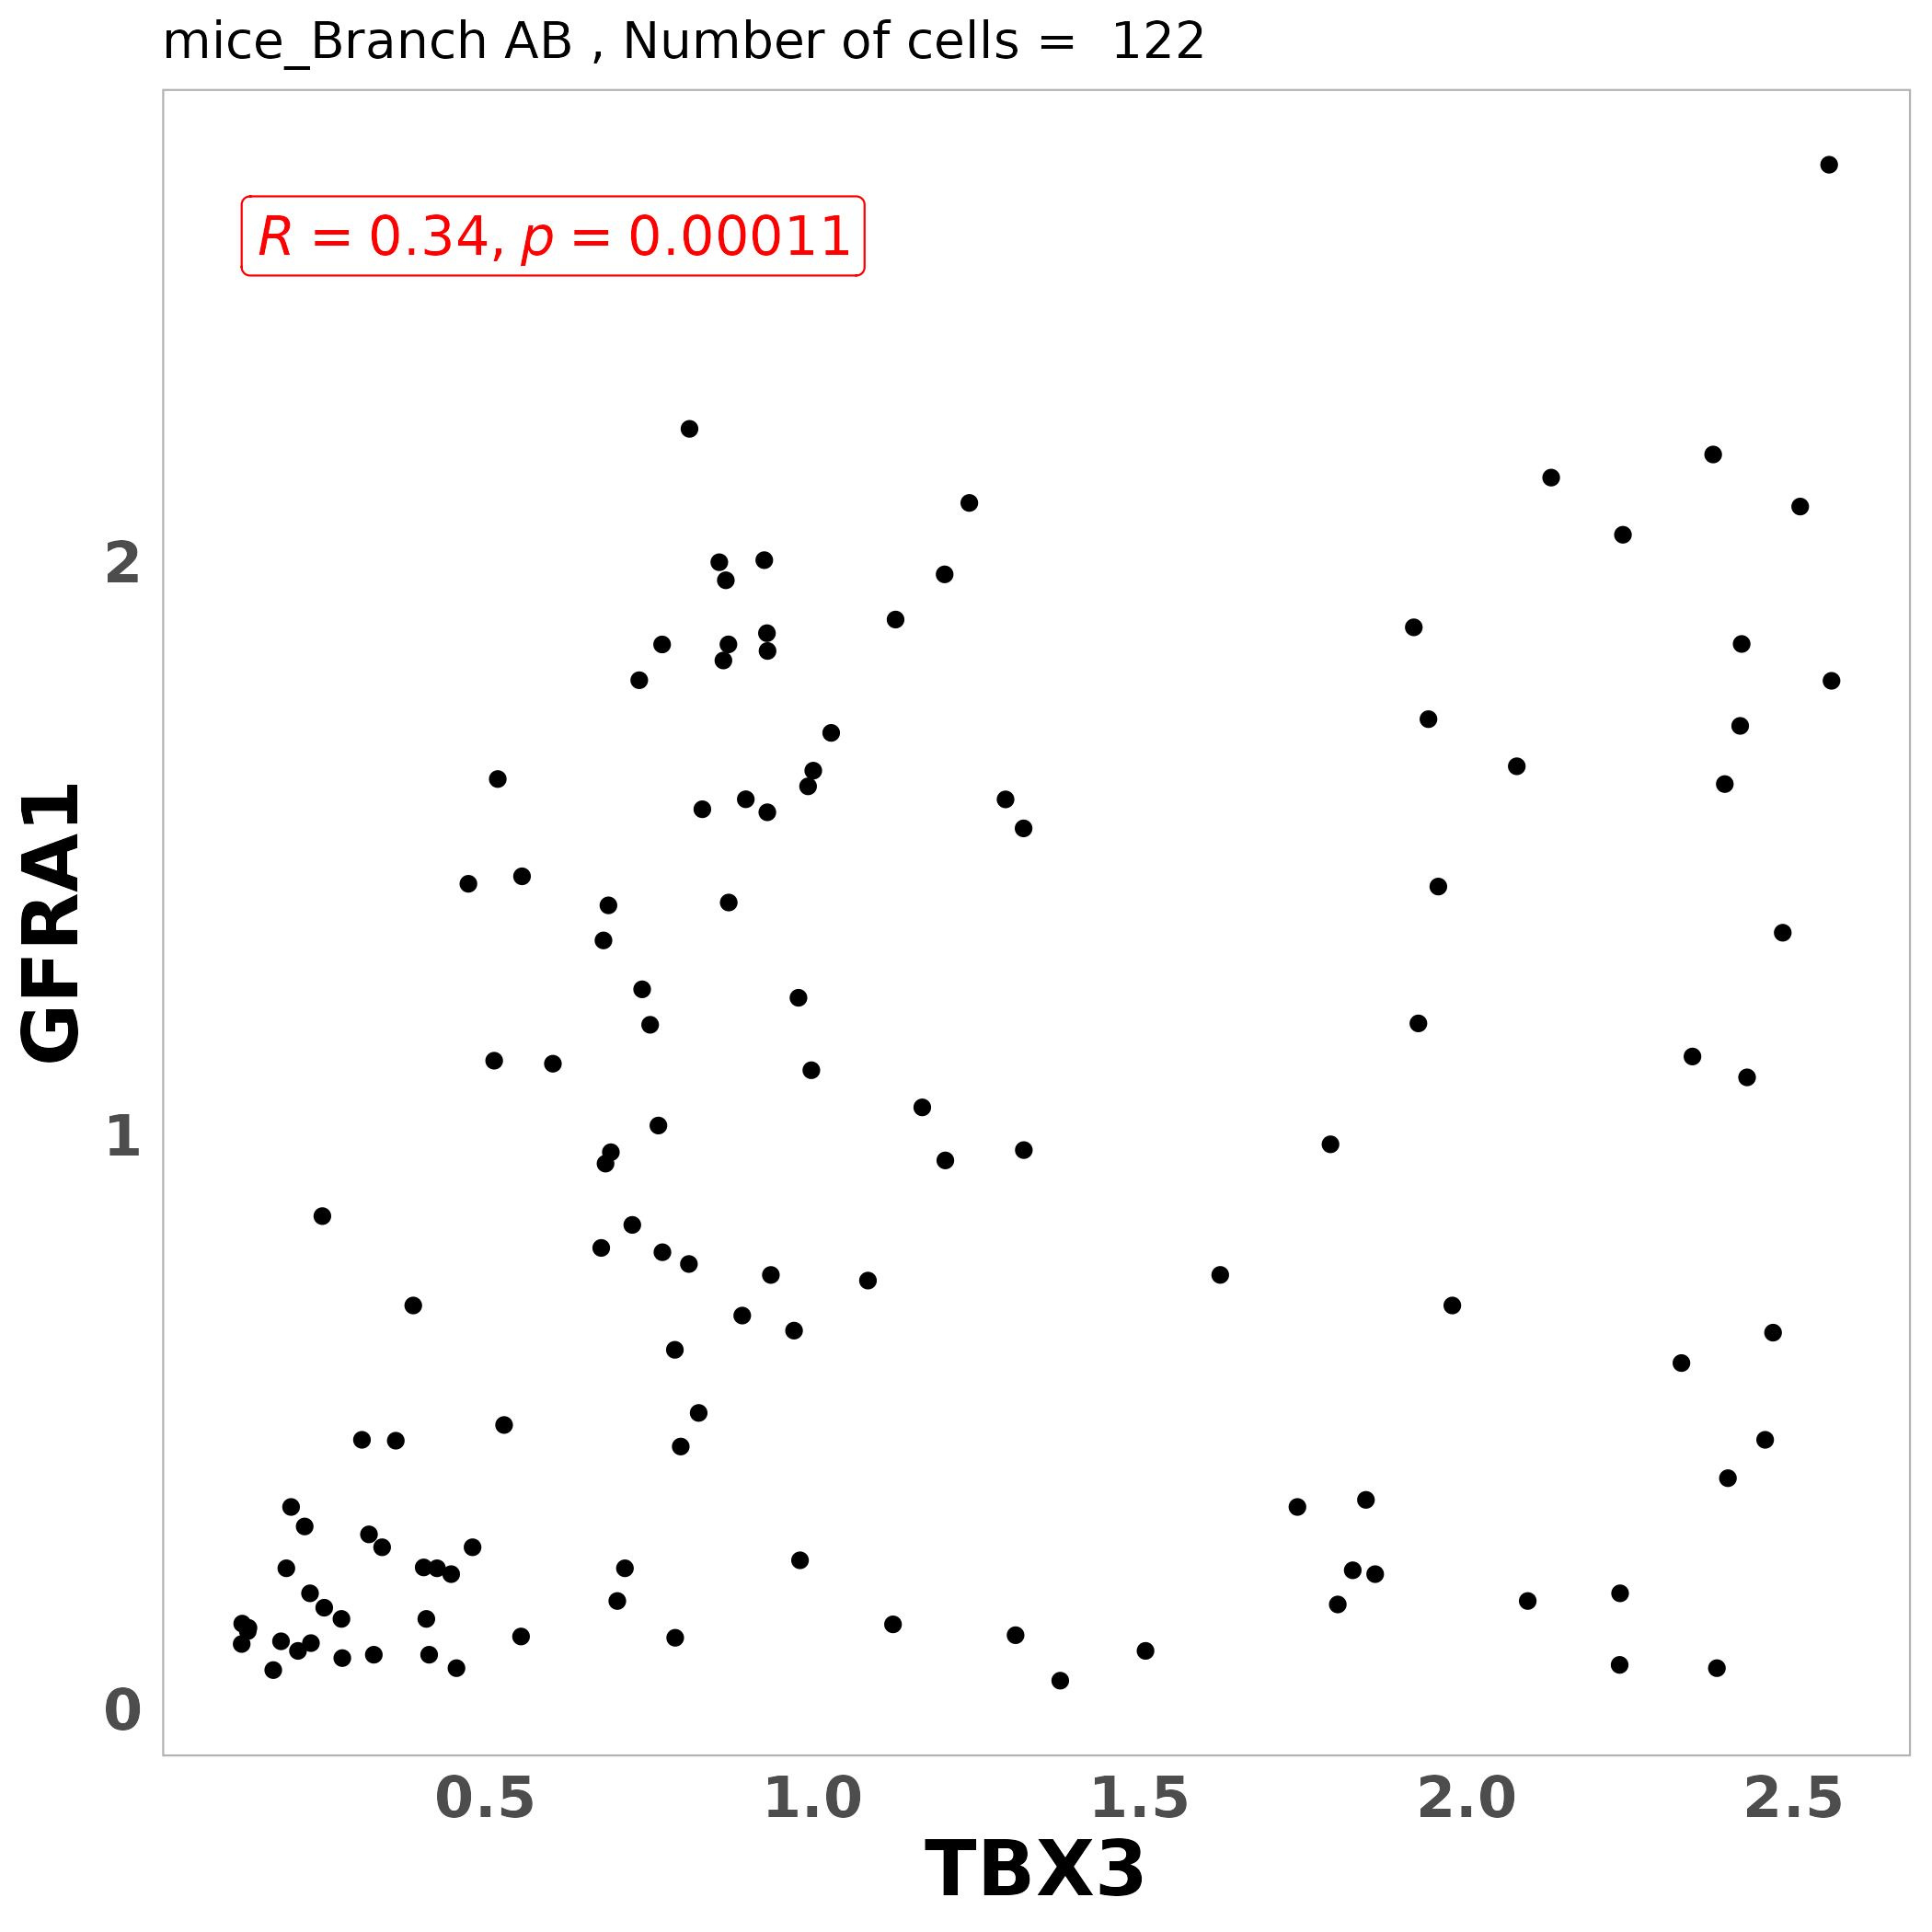 mice_Branch AB , Number of cells =  122
R = 0.34, p = 0.00011
GFRA1
2
1
0
0.5 1.0 1.5 2.0 2.5
TBX3